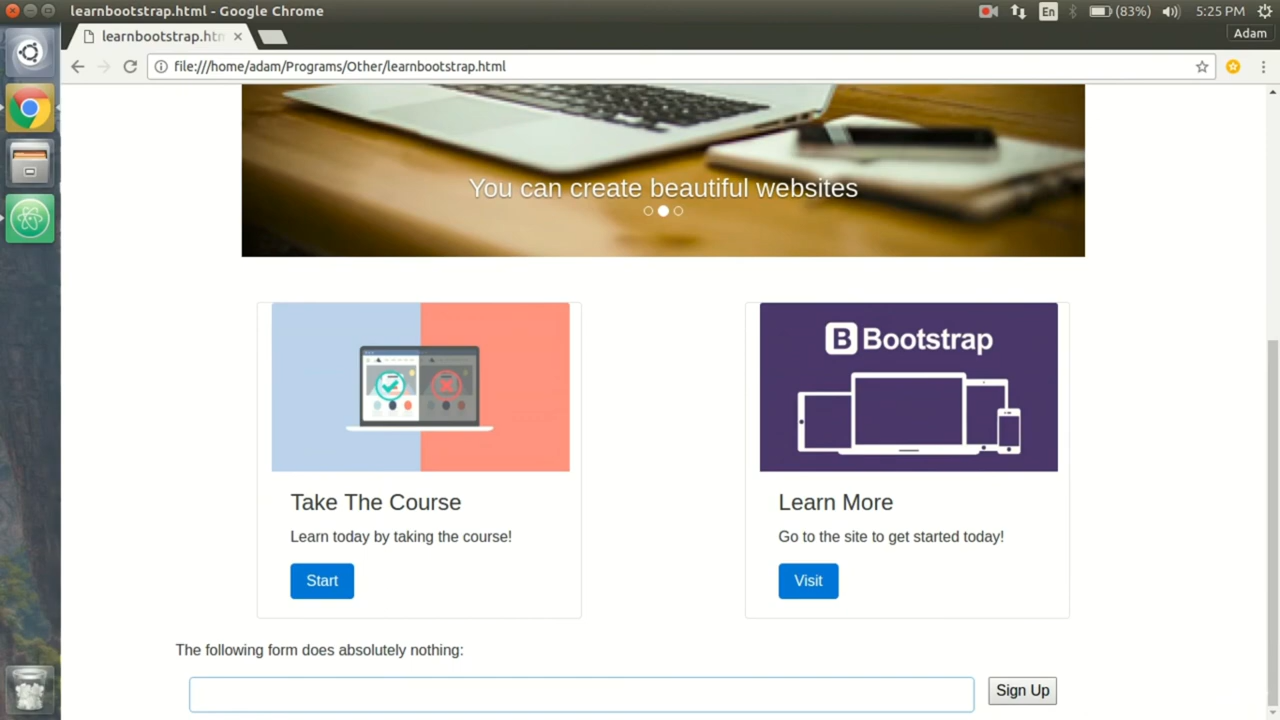 learnbootstrap.html - Google Chrome
En
(83%)
5:25 PM
learnbootstrap.htm
Adam
file:///home/adam/Programs/Other/learnbootstrap.html
You can create beautiful websites
B Bootstrap
Take The Course
Learn More
Learn today by taking the course!
Go to the site to get started today!
Start
Visit
The following form does absolutely nothing:
Sign Up